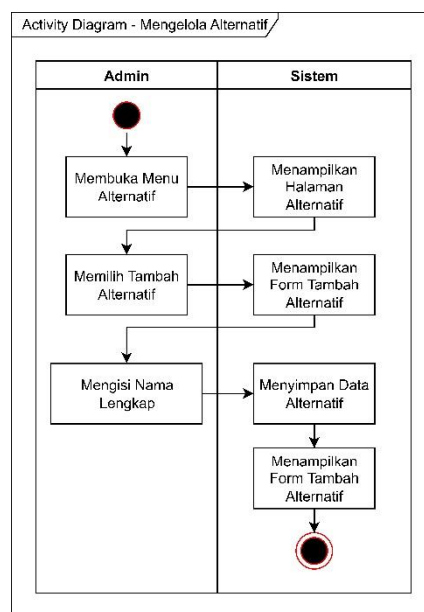 Activity Diagram - Mengelola Alternatif
Admin
Sistem
Membuka Menu
Alternatif
Menampilkan
Halaman
Alternatif
Memilih Tambah
Alternatif
Menampilkan
Form Tambah
Alternatif
Mengisi Nama
Lengkap
Menyimpan Data
Alternatif
Menampilkan
Form Tambah
Alternatif